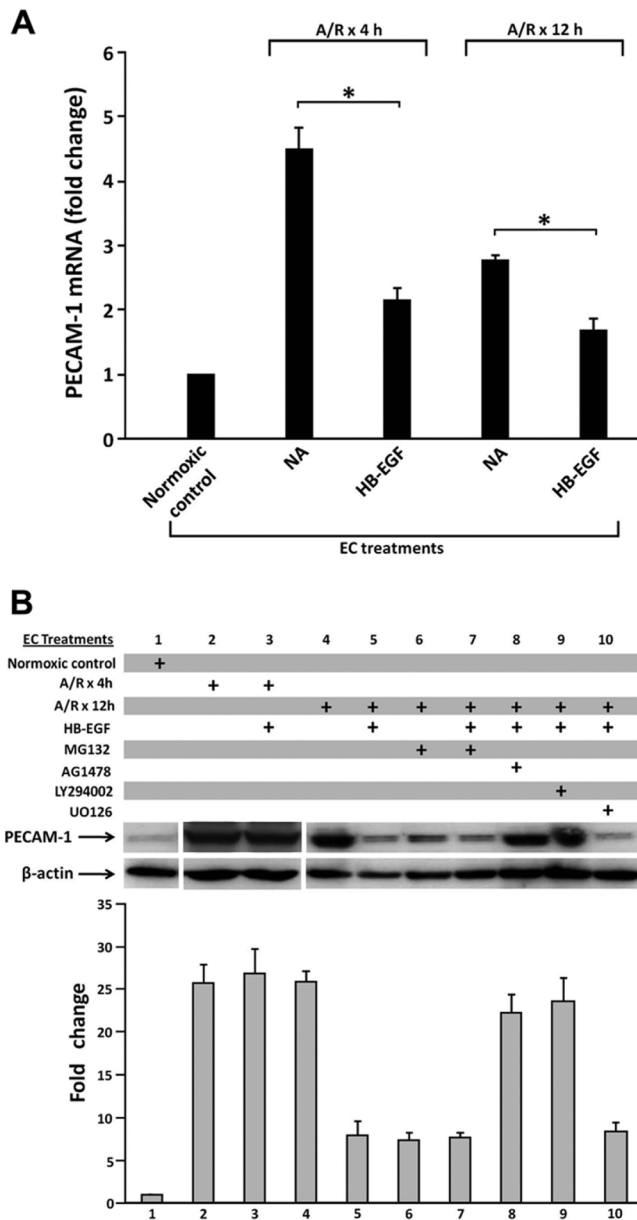 A
A/R x 4 h
A/R x 12 h
PECAM-1 mRNA (fold change)
6
5
4
3
2
1
0
*
*
Normoxic control
NA
HB-EGF
NA
HB-EGF
EC treatments
B
EC Treatments 1 2 3 4 5 6 7 8 9 10
Normoxic control +
A/R x 4h + +
A/R x 12h + + + + + + +
HB-EGF + + + + + +
MG132 + +
AG1478 +
LY294002 +
UO126 +
PECAM-1
β-actin
Fold change
35
30
25
20
15
10
5
0
1 2 3 4 5 6 7 8 9 10